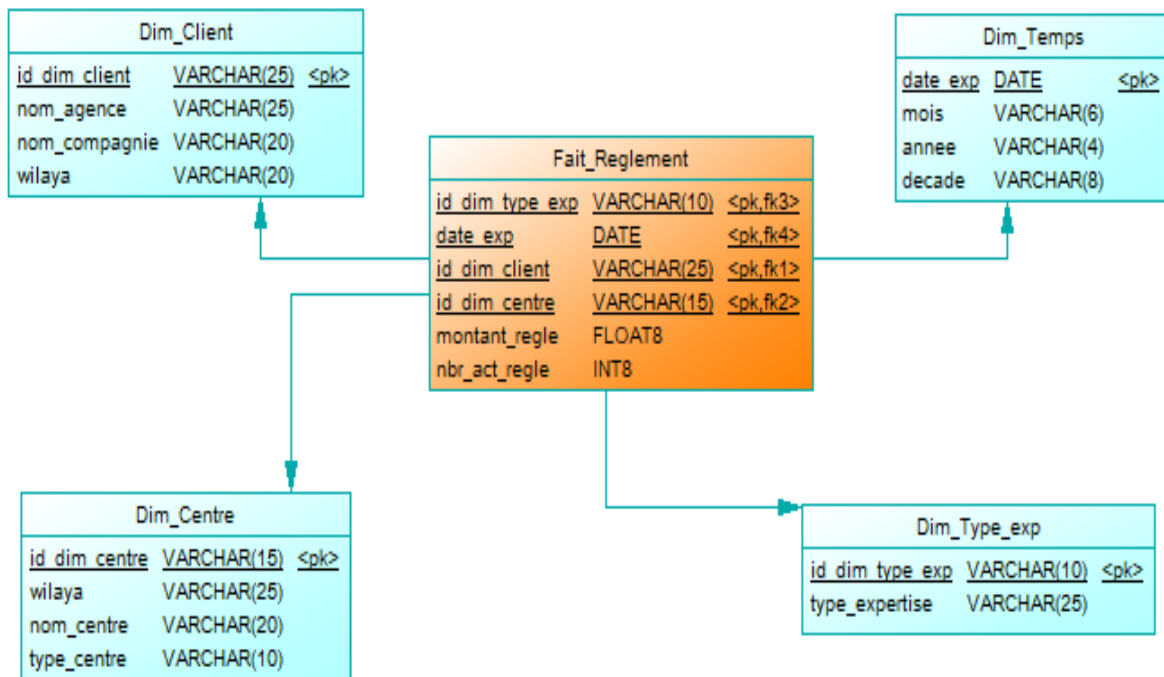 Dim_Client
id_dim_client VARCHAR(25) <pk>
nom_agence VARCHAR(25)
nom_compagnie VARCHAR(20)
wilaya VARCHAR(20)
Dim_Temps
date_exp DATE <pk>
mois VARCHAR(6)
annee VARCHAR(4)
decade VARCHAR(8)
Fait_Reglement
id_dim_type_exp VARCHAR(10) <pk,fk3>
date_exp DATE <pk,fk4>
id_dim_client VARCHAR(25) <pk,fk1>
id_dim_centre VARCHAR(15) <pk,fk2>
montant_regle FLOAT8
nbr_act_regle INT8
Dim_Centre
id_dim_centre VARCHAR(15) <pk>
wilaya VARCHAR(25)
nom_centre VARCHAR(20)
type_centre VARCHAR(10)
Dim_Type_exp
id_dim_type_exp VARCHAR(10) <pk>
type_expertise VARCHAR(25)